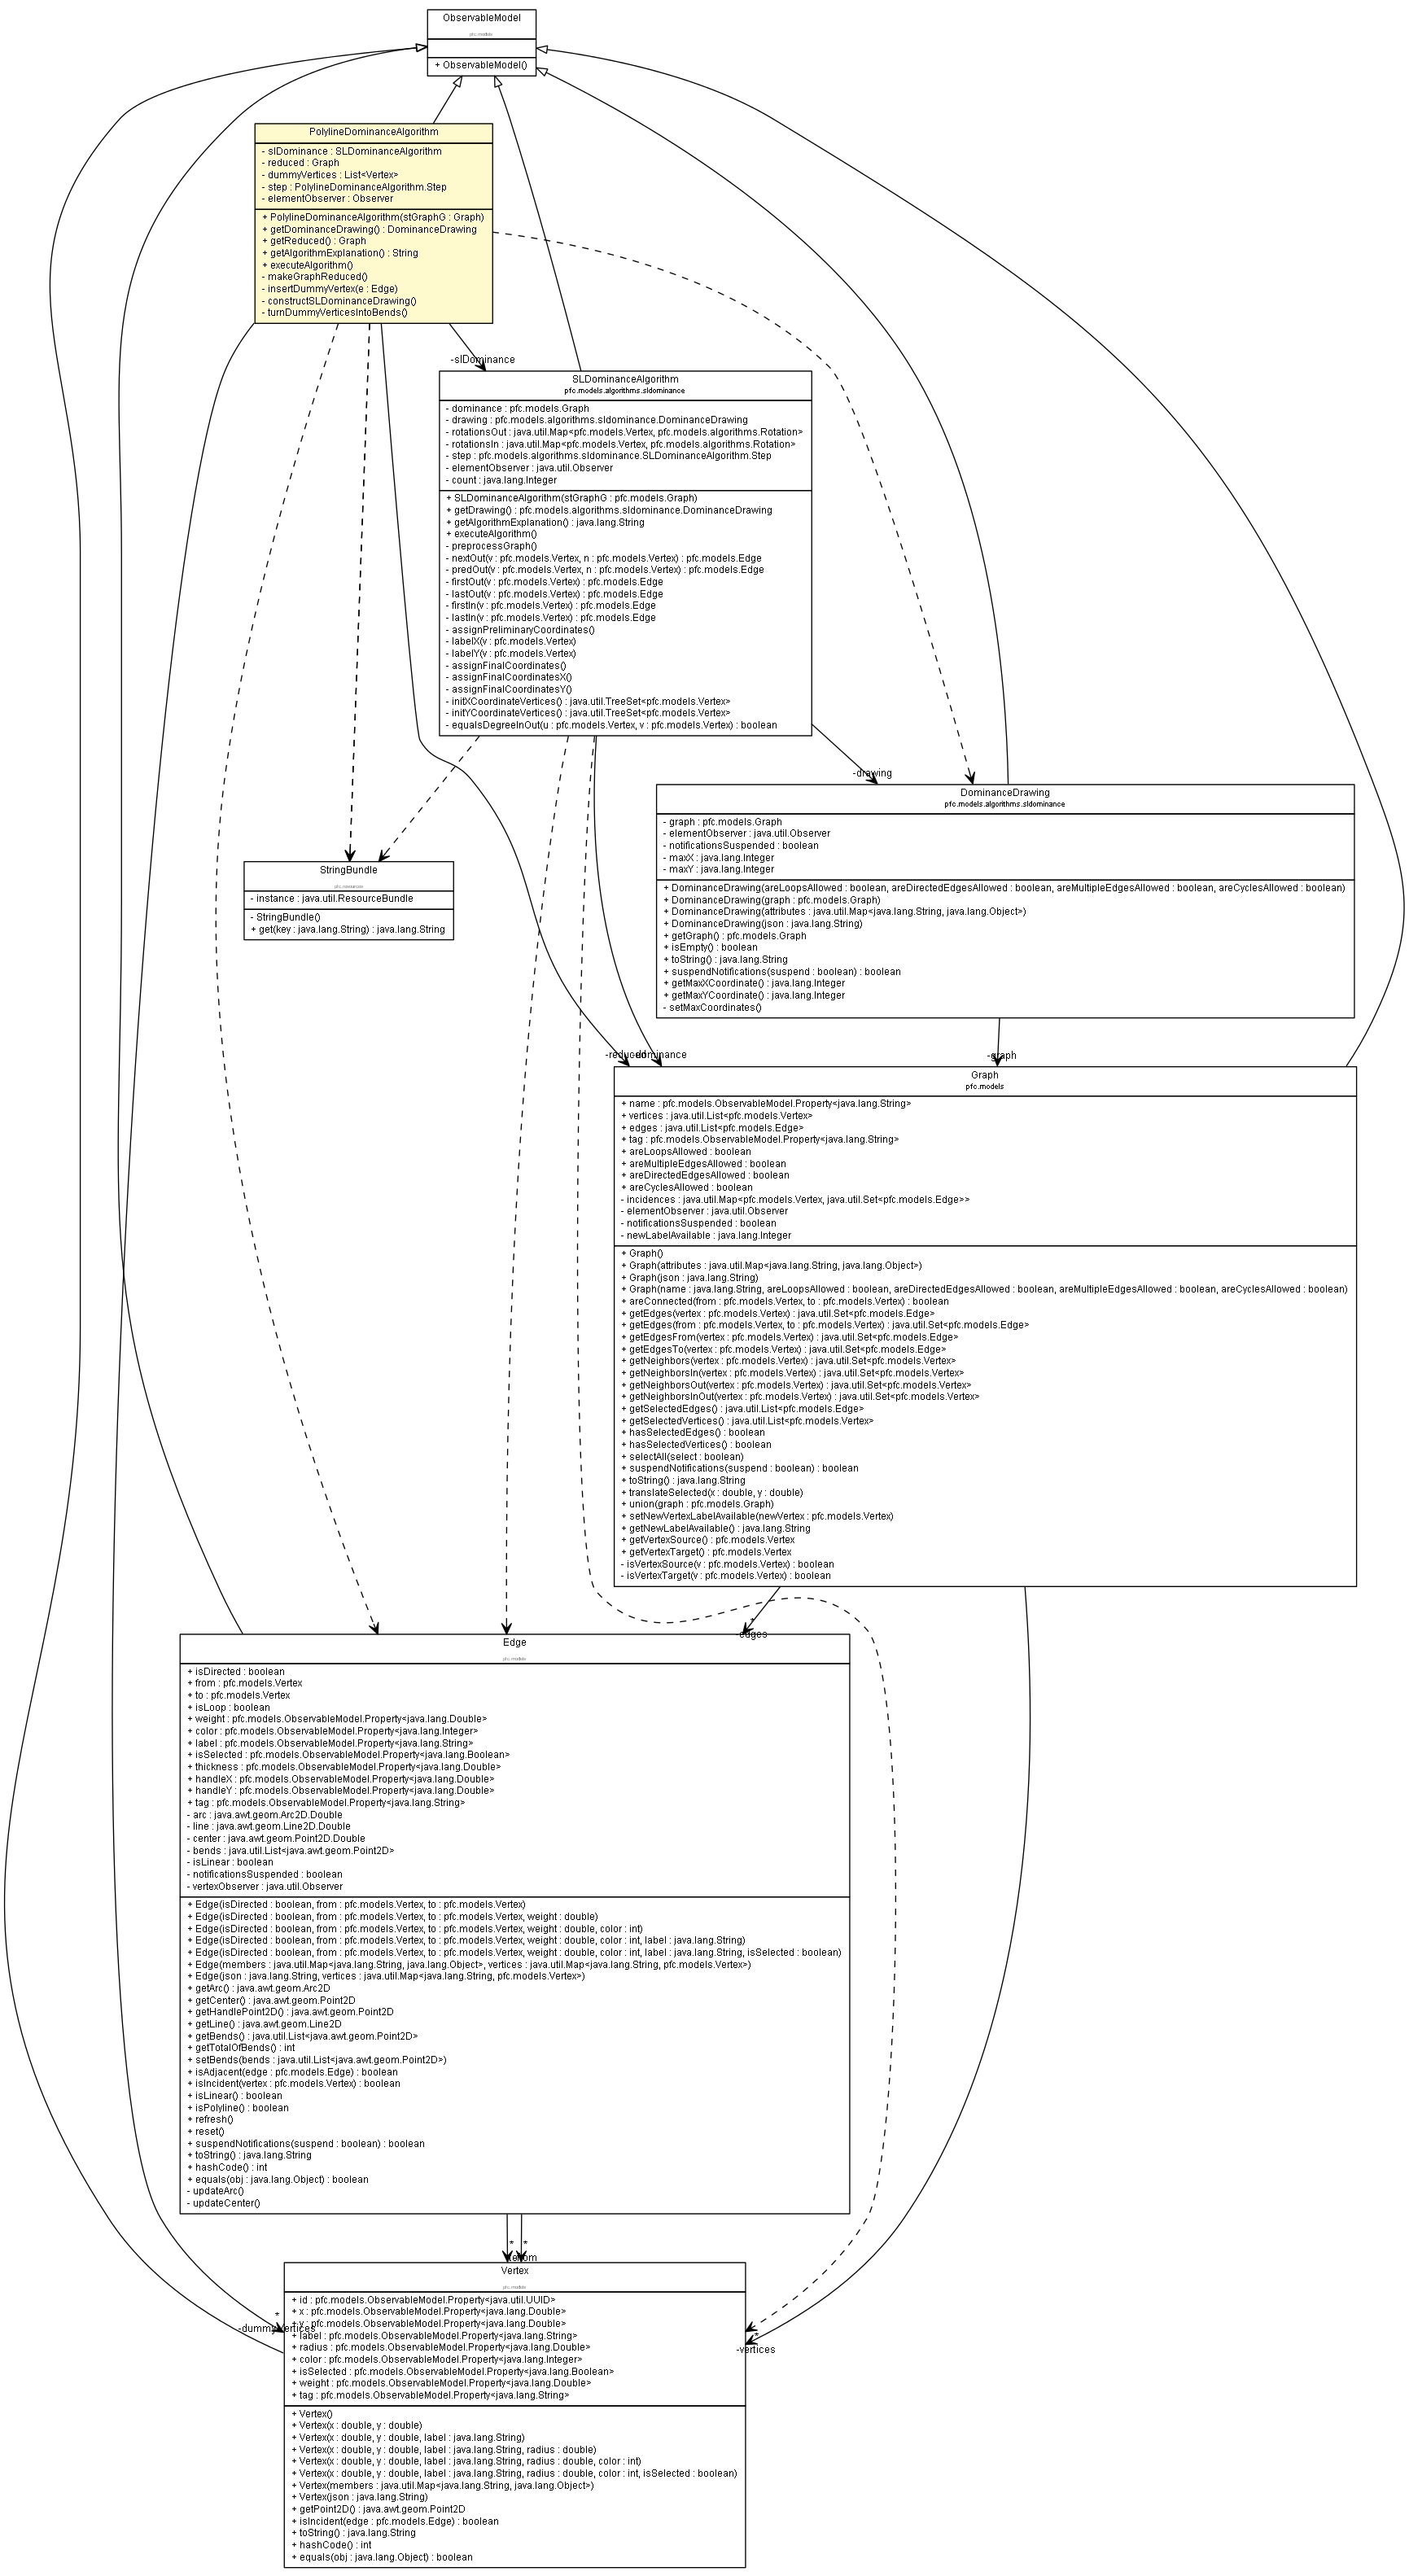 ObservableModel
pfc.models
+ ObservableModel()
PolylineDominanceAlgorithm
- slDominance : SLDominanceAlgorithm
- reduced : Graph
- dummyVertices : List<Vertex>
- step : PolylineDominanceAlgorithm.Step
- elementObserver : Observer
+ PolylineDominanceAlgorithm(stGraphG : Graph)
+ getDominanceDrawing() : DominanceDrawing
+ getReduced() : Graph
+ getAlgorithmExplanation() : String
+ executeAlgorithm()
- makeGraphReduced()
- insertDummyVertex(e : Edge)
- constructSLDominanceDrawing()
- turnDummyVerticesIntoBends()
-slDominance
SLDominanceAlgorithm
pfc.models.algorithms.sldominance
- dominance : pfc.models.Graph
- drawing : pfc.models.algorithms.sldominance.DominanceDrawing
- rotationsOut : java.util.Map<pfc.models.Vertex, pfc.models.algorithms.Rotation>
- rotationsIn : java.util.Map<pfc.models.Vertex, pfc.models.algorithms.Rotation>
- step : pfc.models.algorithms.sldominance.SLDominanceAlgorithm.Step
- elementObserver : java.util.Observer
- count : java.lang.Integer
+ SLDominanceAlgorithm(stGraphG : pfc.models.Graph)
+ getDrawing() : pfc.models.algorithms.sldominance.DominanceDrawing
+ getAlgorithmExplanation() : java.lang.String
+ executeAlgorithm()
- preprocessGraph()
- nextOut(v : pfc.models.Vertex, n : pfc.models.Vertex) : pfc.models.Edge
- predOut(v : pfc.models.Vertex, n : pfc.models.Vertex) : pfc.models.Edge
- firstOut(v : pfc.models.Vertex) : pfc.models.Edge
- lastOut(v : pfc.models.Vertex) : pfc.models.Edge
- firstIn(v : pfc.models.Vertex) : pfc.models.Edge
- lastIn(v : pfc.models.Vertex) : pfc.models.Edge
- assignPreliminaryCoordinates()
- labelX(v : pfc.models.Vertex)
- labelY(v : pfc.models.Vertex)
- assignFinalCoordinates()
- assignFinalCoordinatesX()
- assignFinalCoordinatesY()
- initXCoordinateVertices() : java.util.TreeSet<pfc.models.Vertex>
- initYCoordinateVertices() : java.util.TreeSet<pfc.models.Vertex>
- equalsDegreeInOut(u : pfc.models.Vertex, v : pfc.models.Vertex) : boolean
-drawing
DominanceDrawing
pfc.models.algorithms.sldominance
- graph : pfc.models.Graph
- elementObserver : java.util.Observer
- notificationsSuspended : boolean
- maxX : java.lang.Integer
- maxY : java.lang.Integer
+ DominanceDrawing(areLoopsAllowed : boolean, areDirectedEdgesAllowed : boolean, areMultipleEdgesAllowed : boolean, areCyclesAllowed : boolean)
+ DominanceDrawing(graph : pfc.models.Graph)
+ DominanceDrawing(attributes : java.util.Map<java.lang.String, java.lang.Object>)
+ DominanceDrawing(json : java.lang.String)
+ getGraph() : pfc.models.Graph
+ isEmpty() : boolean
+ toString() : java.lang.String
+ suspendNotifications(suspend : boolean) : boolean
+ getMaxXCoordinate() : java.lang.Integer
+ getMaxYCoordinate() : java.lang.Integer
- setMaxCoordinates()
StringBundle
pfc.resources
- instance : java.util.ResourceBundle
- StringBundle()
+ get(key : java.lang.String) : java.lang.String
-reduced
-dominance
-graph
Graph
pfc.models
+ name : pfc.models.ObservableModel.Property<java.lang.String>
+ vertices : java.util.List<pfc.models.Vertex>
+ edges : java.util.List<pfc.models.Edge>
+ tag : pfc.models.ObservableModel.Property<java.lang.String>
+ areLoopsAllowed : boolean
+ areMultipleEdgesAllowed : boolean
+ areDirectedEdgesAllowed : boolean
+ areCyclesAllowed : boolean
- incidences : java.util.Map<pfc.models.Vertex, java.util.Set<pfc.models.Edge>>
- elementObserver : java.util.Observer
- notificationsSuspended : boolean
- newLabelAvailable : java.lang.Integer
+ Graph()
+ Graph(attributes : java.util.Map<java.lang.String, java.lang.Object>)
+ Graph(json : java.lang.String)
+ Graph(name : java.lang.String, areLoopsAllowed : boolean, areDirectedEdgesAllowed : boolean, areMultipleEdgesAllowed : boolean, areCyclesAllowed : boolean)
+ areConnected(from : pfc.models.Vertex, to : pfc.models.Vertex) : boolean
+ getEdges(vertex : pfc.models.Vertex) : java.util.Set<pfc.models.Edge>
+ getEdges(from : pfc.models.Vertex, to : pfc.models.Vertex) : java.util.Set<pfc.models.Edge>
+ getEdgesFrom(vertex : pfc.models.Vertex) : java.util.Set<pfc.models.Edge>
+ getEdgesTo(vertex : pfc.models.Vertex) : java.util.Set<pfc.models.Edge>
+ getNeighbors(vertex : pfc.models.Vertex) : java.util.Set<pfc.models.Vertex>
+ getNeighborsIn(vertex : pfc.models.Vertex) : java.util.Set<pfc.models.Vertex>
+ getNeighborsOut(vertex : pfc.models.Vertex) : java.util.Set<pfc.models.Vertex>
+ getNeighborsInOut(vertex : pfc.models.Vertex) : java.util.Set<pfc.models.Vertex>
+ getSelectedEdges() : java.util.List<pfc.models.Edge>
+ getSelectedVertices() : java.util.List<pfc.models.Vertex>
+ hasSelectedEdges() : boolean
+ hasSelectedVertices() : boolean
+ selectAll(select : boolean)
+ suspendNotifications(suspend : boolean) : boolean
+ toString() : java.lang.String
+ translateSelected(x : double, y : double)
+ union(graph : pfc.models.Graph)
+ setNewVertexLabelAvailable(newVertex : pfc.models.Vertex)
+ getNewLabelAvailable() : java.lang.String
+ getVertexSource() : pfc.models.Vertex
+ getVertexTarget() : pfc.models.Vertex
- isVertexSource(v : pfc.models.Vertex) : boolean
- isVertexTarget(v : pfc.models.Vertex) : boolean
*
-edges
Edge
pfc.models
+ isDirected : boolean
+ from : pfc.models.Vertex
+ to : pfc.models.Vertex
+ isLoop : boolean
+ weight : pfc.models.ObservableModel.Property<java.lang.Double>
+ color : pfc.models.ObservableModel.Property<java.lang.Integer>
+ label : pfc.models.ObservableModel.Property<java.lang.String>
+ isSelected : pfc.models.ObservableModel.Property<java.lang.Boolean>
+ thickness : pfc.models.ObservableModel.Property<java.lang.Double>
+ handleX : pfc.models.ObservableModel.Property<java.lang.Double>
+ handleY : pfc.models.ObservableModel.Property<java.lang.Double>
+ tag : pfc.models.ObservableModel.Property<java.lang.String>
- arc : java.awt.geom.Arc2D.Double
- line : java.awt.geom.Line2D.Double
- center : java.awt.geom.Point2D.Double
- bends : java.util.List<java.awt.geom.Point2D>
- isLinear : boolean
- notificationsSuspended : boolean
- vertexObserver : java.util.Observer
+ Edge(isDirected : boolean, from : pfc.models.Vertex, to : pfc.models.Vertex)
+ Edge(isDirected : boolean, from : pfc.models.Vertex, to : pfc.models.Vertex, weight : double)
+ Edge(isDirected : boolean, from : pfc.models.Vertex, to : pfc.models.Vertex, weight : double, color : int)
+ Edge(isDirected : boolean, from : pfc.models.Vertex, to : pfc.models.Vertex, weight : double, color : int, label : java.lang.String)
+ Edge(isDirected : boolean, from : pfc.models.Vertex, to : pfc.models.Vertex, weight : double, color : int, label : java.lang.String, isSelected : boolean)
+ Edge(members : java.util.Map<java.lang.String, java.lang.Object>, vertices : java.util.Map<java.lang.String, pfc.models.Vertex>)
+ Edge(json : java.lang.String, vertices : java.util.Map<java.lang.String, pfc.models.Vertex>)
+ getArc() : java.awt.geom.Arc2D
+ getCenter() : java.awt.geom.Point2D
+ getHandlePoint2D() : java.awt.geom.Point2D
+ getLine() : java.awt.geom.Line2D
+ getBends() : java.util.List<java.awt.geom.Point2D>
+ getTotalOfBends() : int
+ setBends(bends : java.util.List<java.awt.geom.Point2D>)
+ isAdjacent(edge : pfc.models.Edge) : boolean
+ isIncident(vertex : pfc.models.Vertex) : boolean
+ isLinear() : boolean
+ isPolyline() : boolean
+ refresh()
+ reset()
+ suspendNotifications(suspend : boolean) : boolean
+ toString() : java.lang.String
+ hashCode() : int
+ equals(obj : java.lang.Object) : boolean
- updateArc()
- updateCenter()
*
*
Vertex
pfc.models
+ id : pfc.models.ObservableModel.Property<java.util.UUID>
+ x : pfc.models.ObservableModel.Property<java.lang.Double>
+ y : pfc.models.ObservableModel.Property<java.lang.Double>
+ label : pfc.models.ObservableModel.Property<java.lang.String>
+ radius : pfc.models.ObservableModel.Property<java.lang.Double>
+ color : pfc.models.ObservableModel.Property<java.lang.Integer>
+ isSelected : pfc.models.ObservableModel.Property<java.lang.Boolean>
+ weight : pfc.models.ObservableModel.Property<java.lang.Double>
+ tag : pfc.models.ObservableModel.Property<java.lang.String>
*
-dummyVertices
*
-vertices
+ Vertex()
+ Vertex(x : double, y : double)
+ Vertex(x : double, y : double, label : java.lang.String)
+ Vertex(x : double, y : double, label : java.lang.String, radius : double)
+ Vertex(x : double, y : double, label : java.lang.String, radius : double, color : int)
+ Vertex(x : double, y : double, label : java.lang.String, radius : double, color : int, isSelected : boolean)
+ Vertex(members : java.util.Map<java.lang.String, java.lang.Object>)
+ Vertex(json : java.lang.String)
+ getPoint2D() : java.awt.geom.Point2D
+ isIncident(edge : pfc.models.Edge) : boolean
+ toString() : java.lang.String
+ hashCode() : int
+ equals(obj : java.lang.Object) : boolean